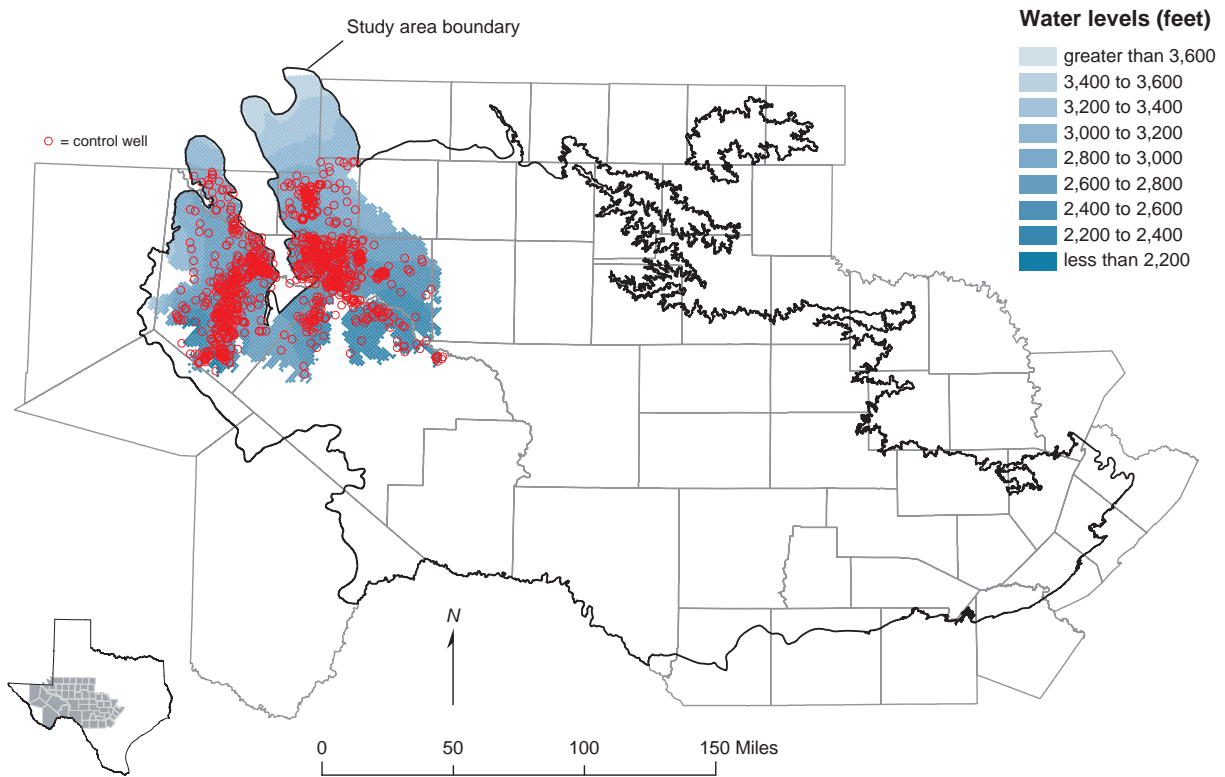 Study area boundary
Water levels (feet)
greater than 3,600
3,400 to 3,600
3,200 to 3,400
3,000 to 3,200
2,800 to 3,000
2,600 to 2,800
2,400 to 2,600
2,200 to 2,400
less than 2,200
= control well
N
0 50 100 150 Miles